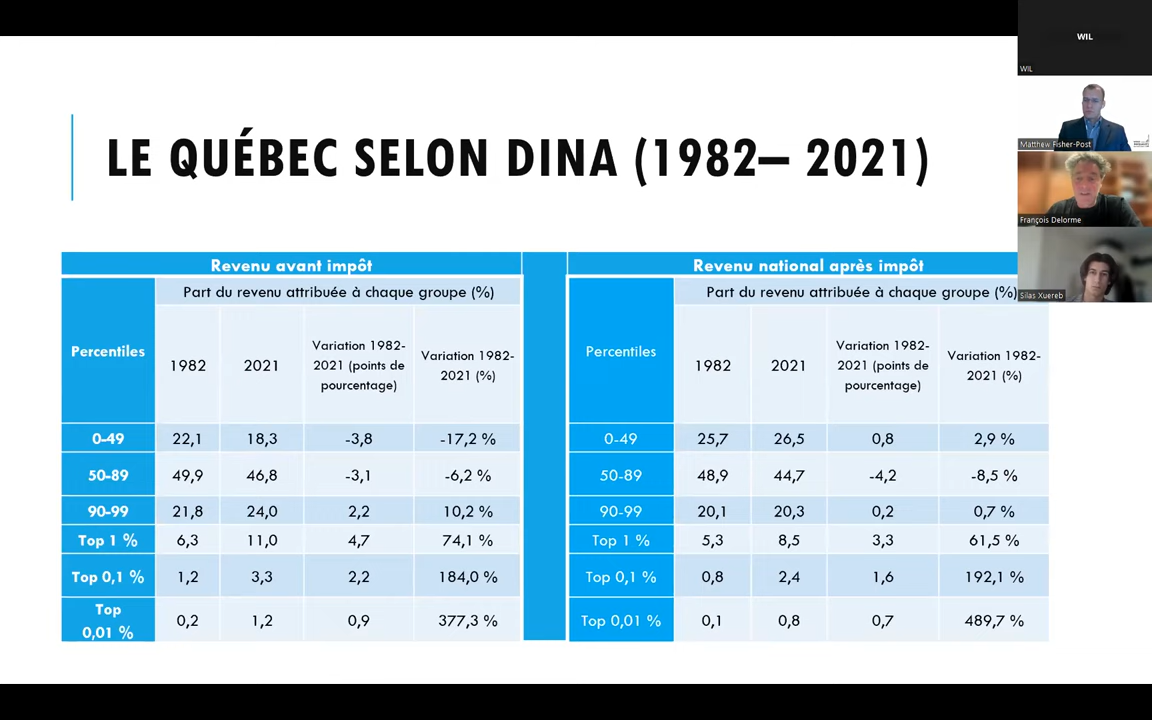 WIL
WIL
Matthew Fisher-Post
François Delorme
Silas Xuereb
LE QUÉBEC SELON DINA (1982– 2021)
Revenu avant impôt
Percentiles
Part du revenu attribuée à chaque groupe (%)
1982 2021 Variation 1982-2021 (points de pourcentage) Variation 1982-2021 (%)
0-49 22,1 18,3 -3,8 -17,2 %
50-89 49,9 46,8 -3,1 -6,2 %
90-99 21,8 24,0 2,2 10,2 %
Top 1 % 6,3 11,0 4,7 74,1 %
Top 0,1 % 1,2 3,3 2,2 184,0 %
Top 0,01 % 0,2 1,2 0,9 377,3 %
Revenu national après impôt
Percentiles
Part du revenu attribuée à chaque groupe (%)
1982 2021 Variation 1982-2021 (points de pourcentage) Variation 1982-2021 (%)
0-49 25,7 26,5 0,8 2,9 %
50-89 48,9 44,7 -4,2 -8,5 %
90-99 20,1 20,3 0,2 0,7 %
Top 1 % 5,3 8,5 3,3 61,5 %
Top 0,1 % 0,8 2,4 1,6 192,1 %
Top 0,01 % 0,1 0,8 0,7 489,7 %